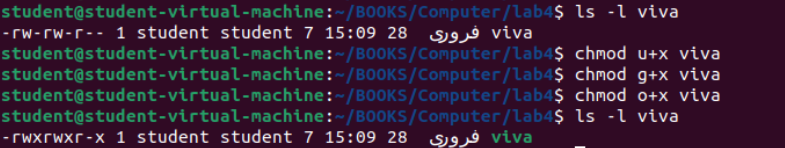 student@student-virtual-machine:~/BOOKS/Computer/lab4$ ls -l viva
-rw-rw-r-- 1 student student 7 15:09 28 فروری viva
student@student-virtual-machine:~/BOOKS/Computer/lab4$ chmod u+x viva
student@student-virtual-machine:~/BOOKS/Computer/lab4$ chmod g+x viva
student@student-virtual-machine:~/BOOKS/Computer/lab4$ chmod o+x viva
student@student-virtual-machine:~/BOOKS/Computer/lab4$ ls -l viva
-rwxrwxr-x 1 student student 7 15:09 28 فروری viva